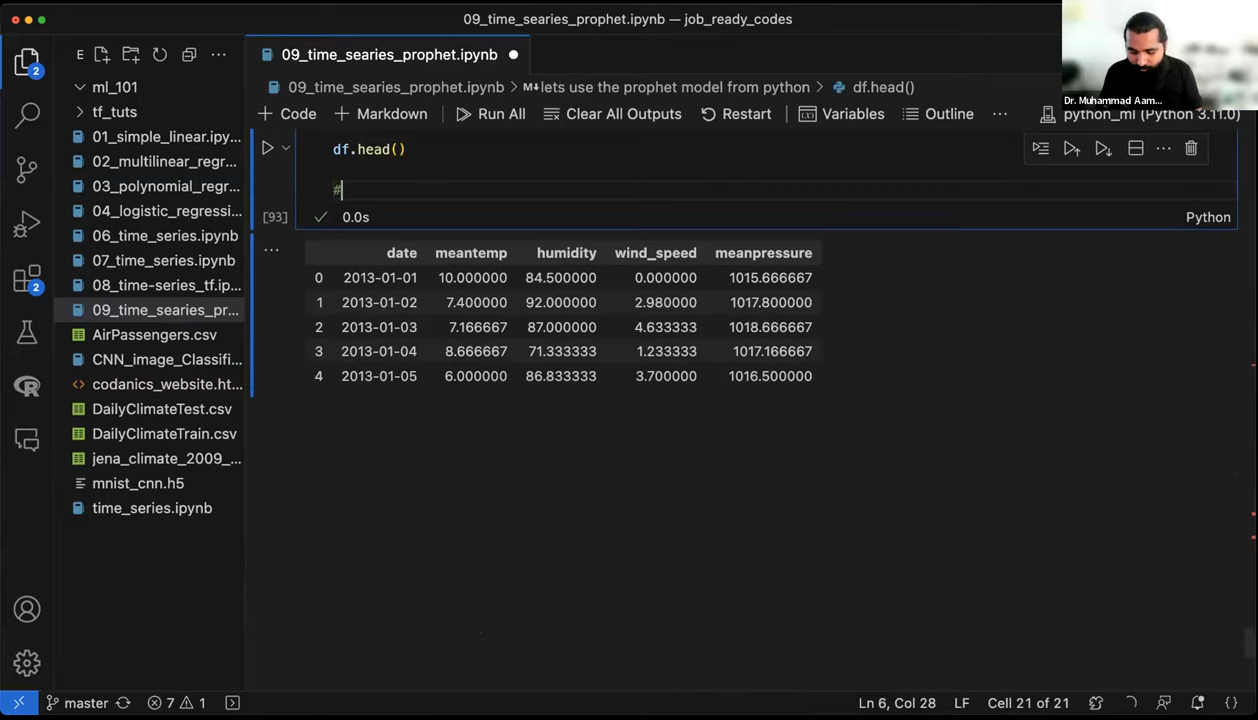 09_time_searies_prophet.ipynb — job_ready_codes
Dr. Muhammad Aam...
E
09_time_searies_prophet.ipynb
09_time_searies_prophet.ipynb > M↓lets use the prophet model from python > df.head()
+ Code + Markdown Run All Clear All Outputs Restart Variables Outline ... python_ml (Python 3.11.0)
2
ml_101
tf_tuts
01_simple_linear.ipy...
02_multilinear_regr...
03_polynomial_regr...
04_logistic_regressi...
06_time_series.ipynb
07_time_series.ipynb
08_time-series_tf.ip...
09_time_searies_pr...
AirPassengers.csv
CNN_image_Classifi...
codanics_website.ht...
DailyClimateTest.csv
DailyClimateTrain.csv
jena_climate_2009_...
mnist_cnn.h5
time_series.ipynb
2
R
df.head()
#
[93] 0.0s Python
date meantemp humidity wind_speed meanpressure
0 2013-01-01 10.000000 84.500000 0.000000 1015.666667
1 2013-01-02 7.400000 92.000000 2.980000 1017.800000
2 2013-01-03 7.166667 87.000000 4.633333 1018.666667
3 2013-01-04 8.666667 71.333333 1.233333 1017.166667
4 2013-01-05 6.000000 86.833333 3.700000 1016.500000
master 7 1 Ln 6, Col 28 LF Cell 21 of 21 {}